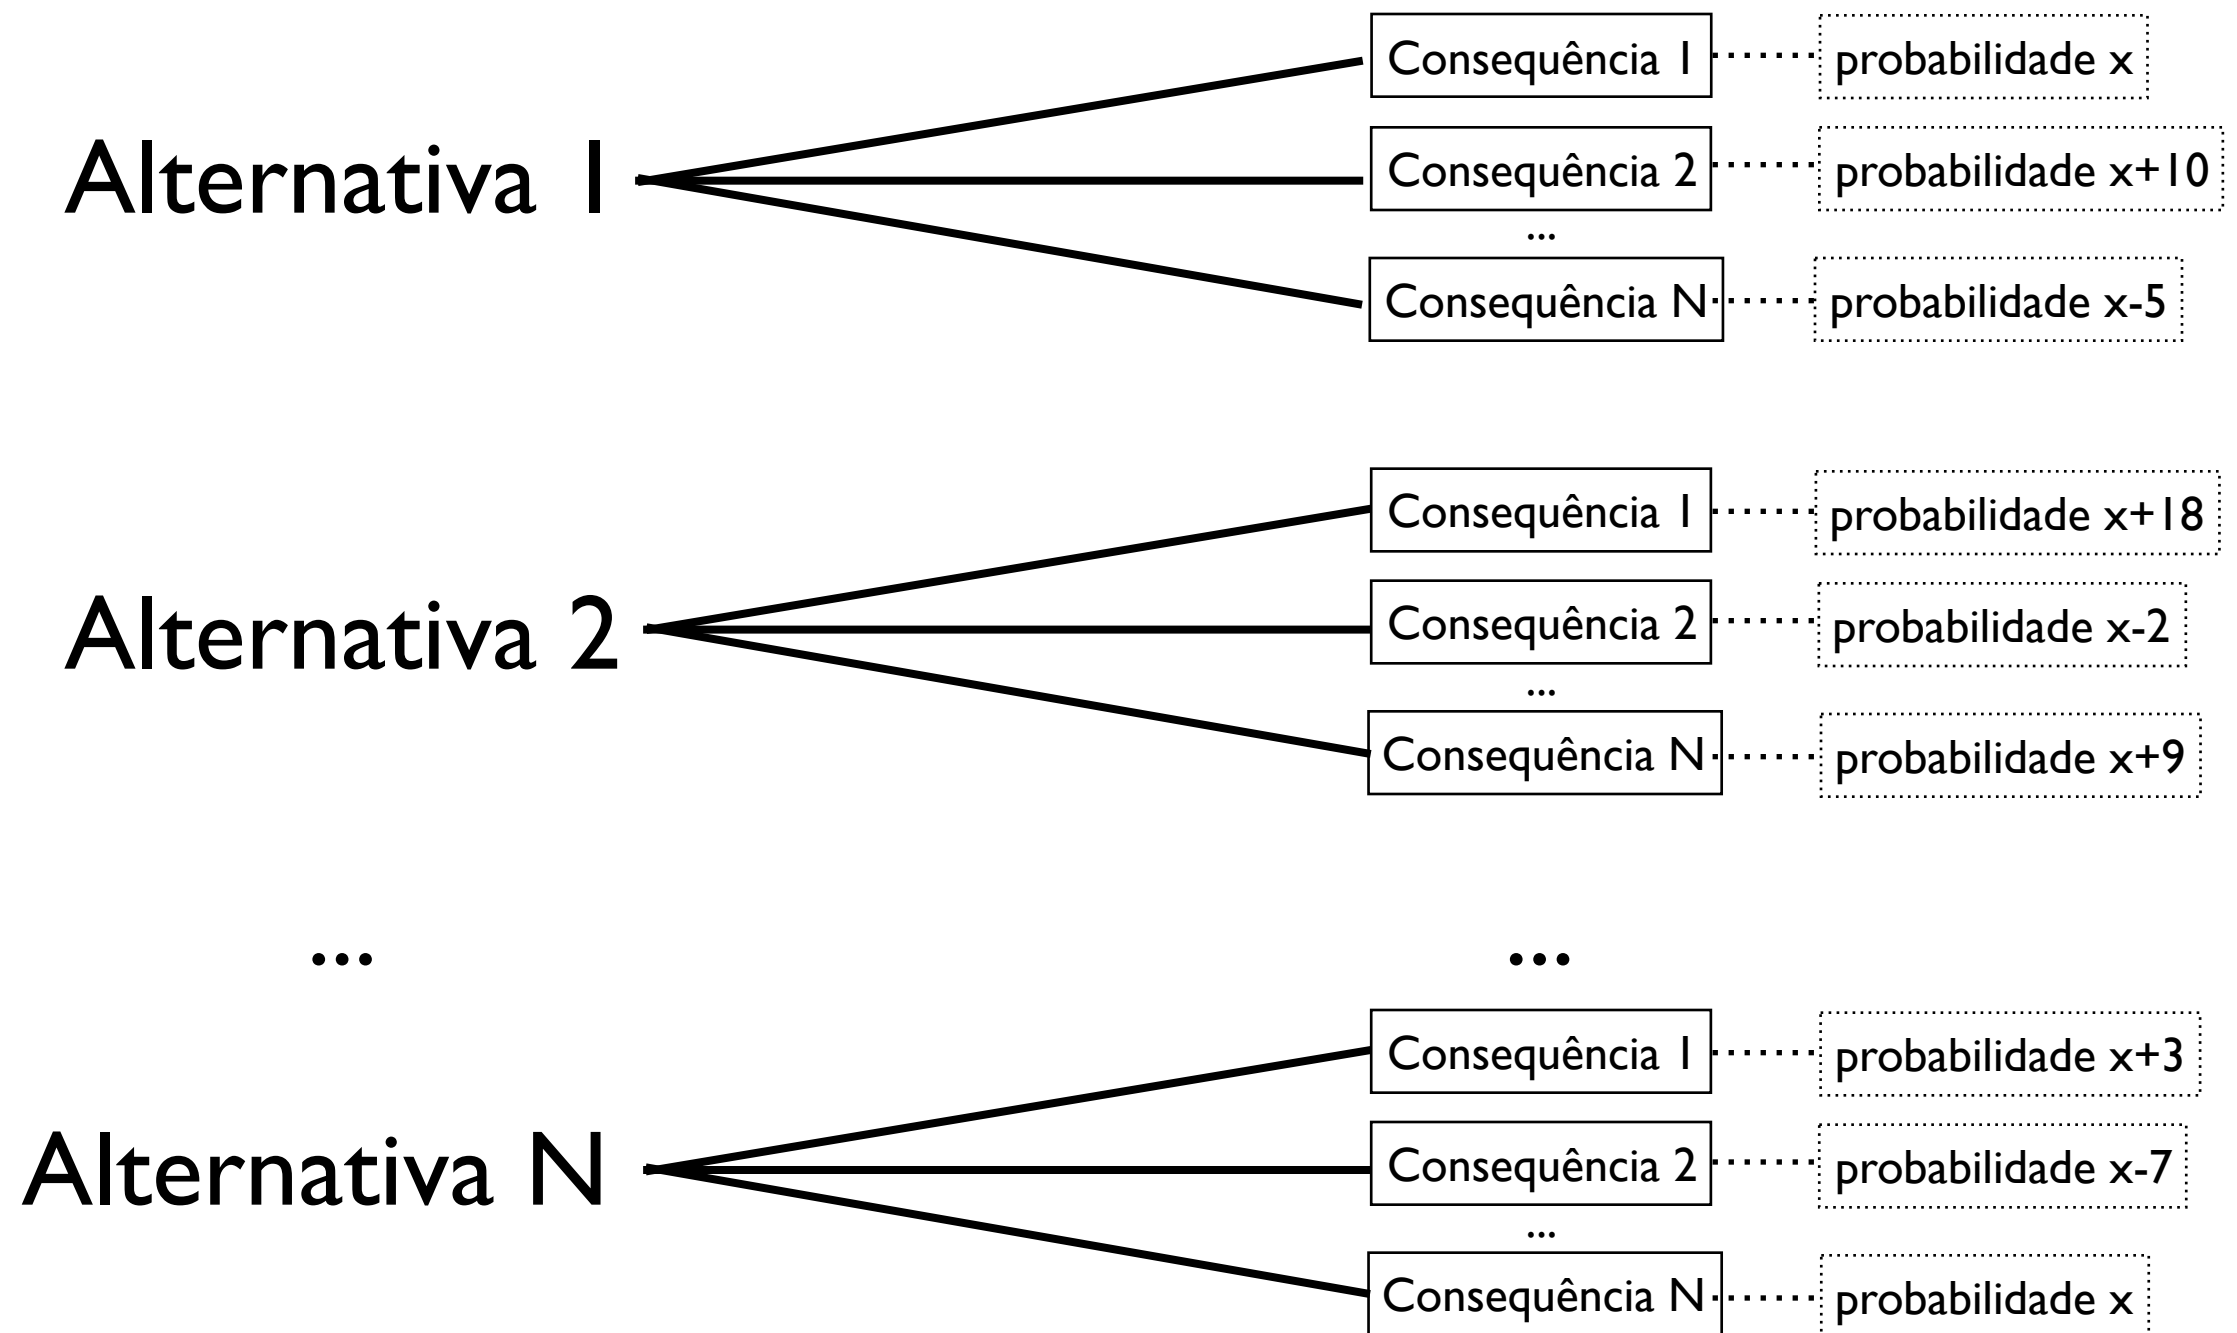 Consequência 1 probabilidade x
Alternativa 1
Consequência 2 probabilidade x+10
...
Consequência N probabilidade x-5
Consequência 1 probabilidade x+18
Alternativa 2
Consequência 2 probabilidade x-2
...
Consequência N probabilidade x+9
... ...
Consequência 1 probabilidade x+3
Alternativa N
Consequência 2 probabilidade x-7
...
Consequência N probabilidade x